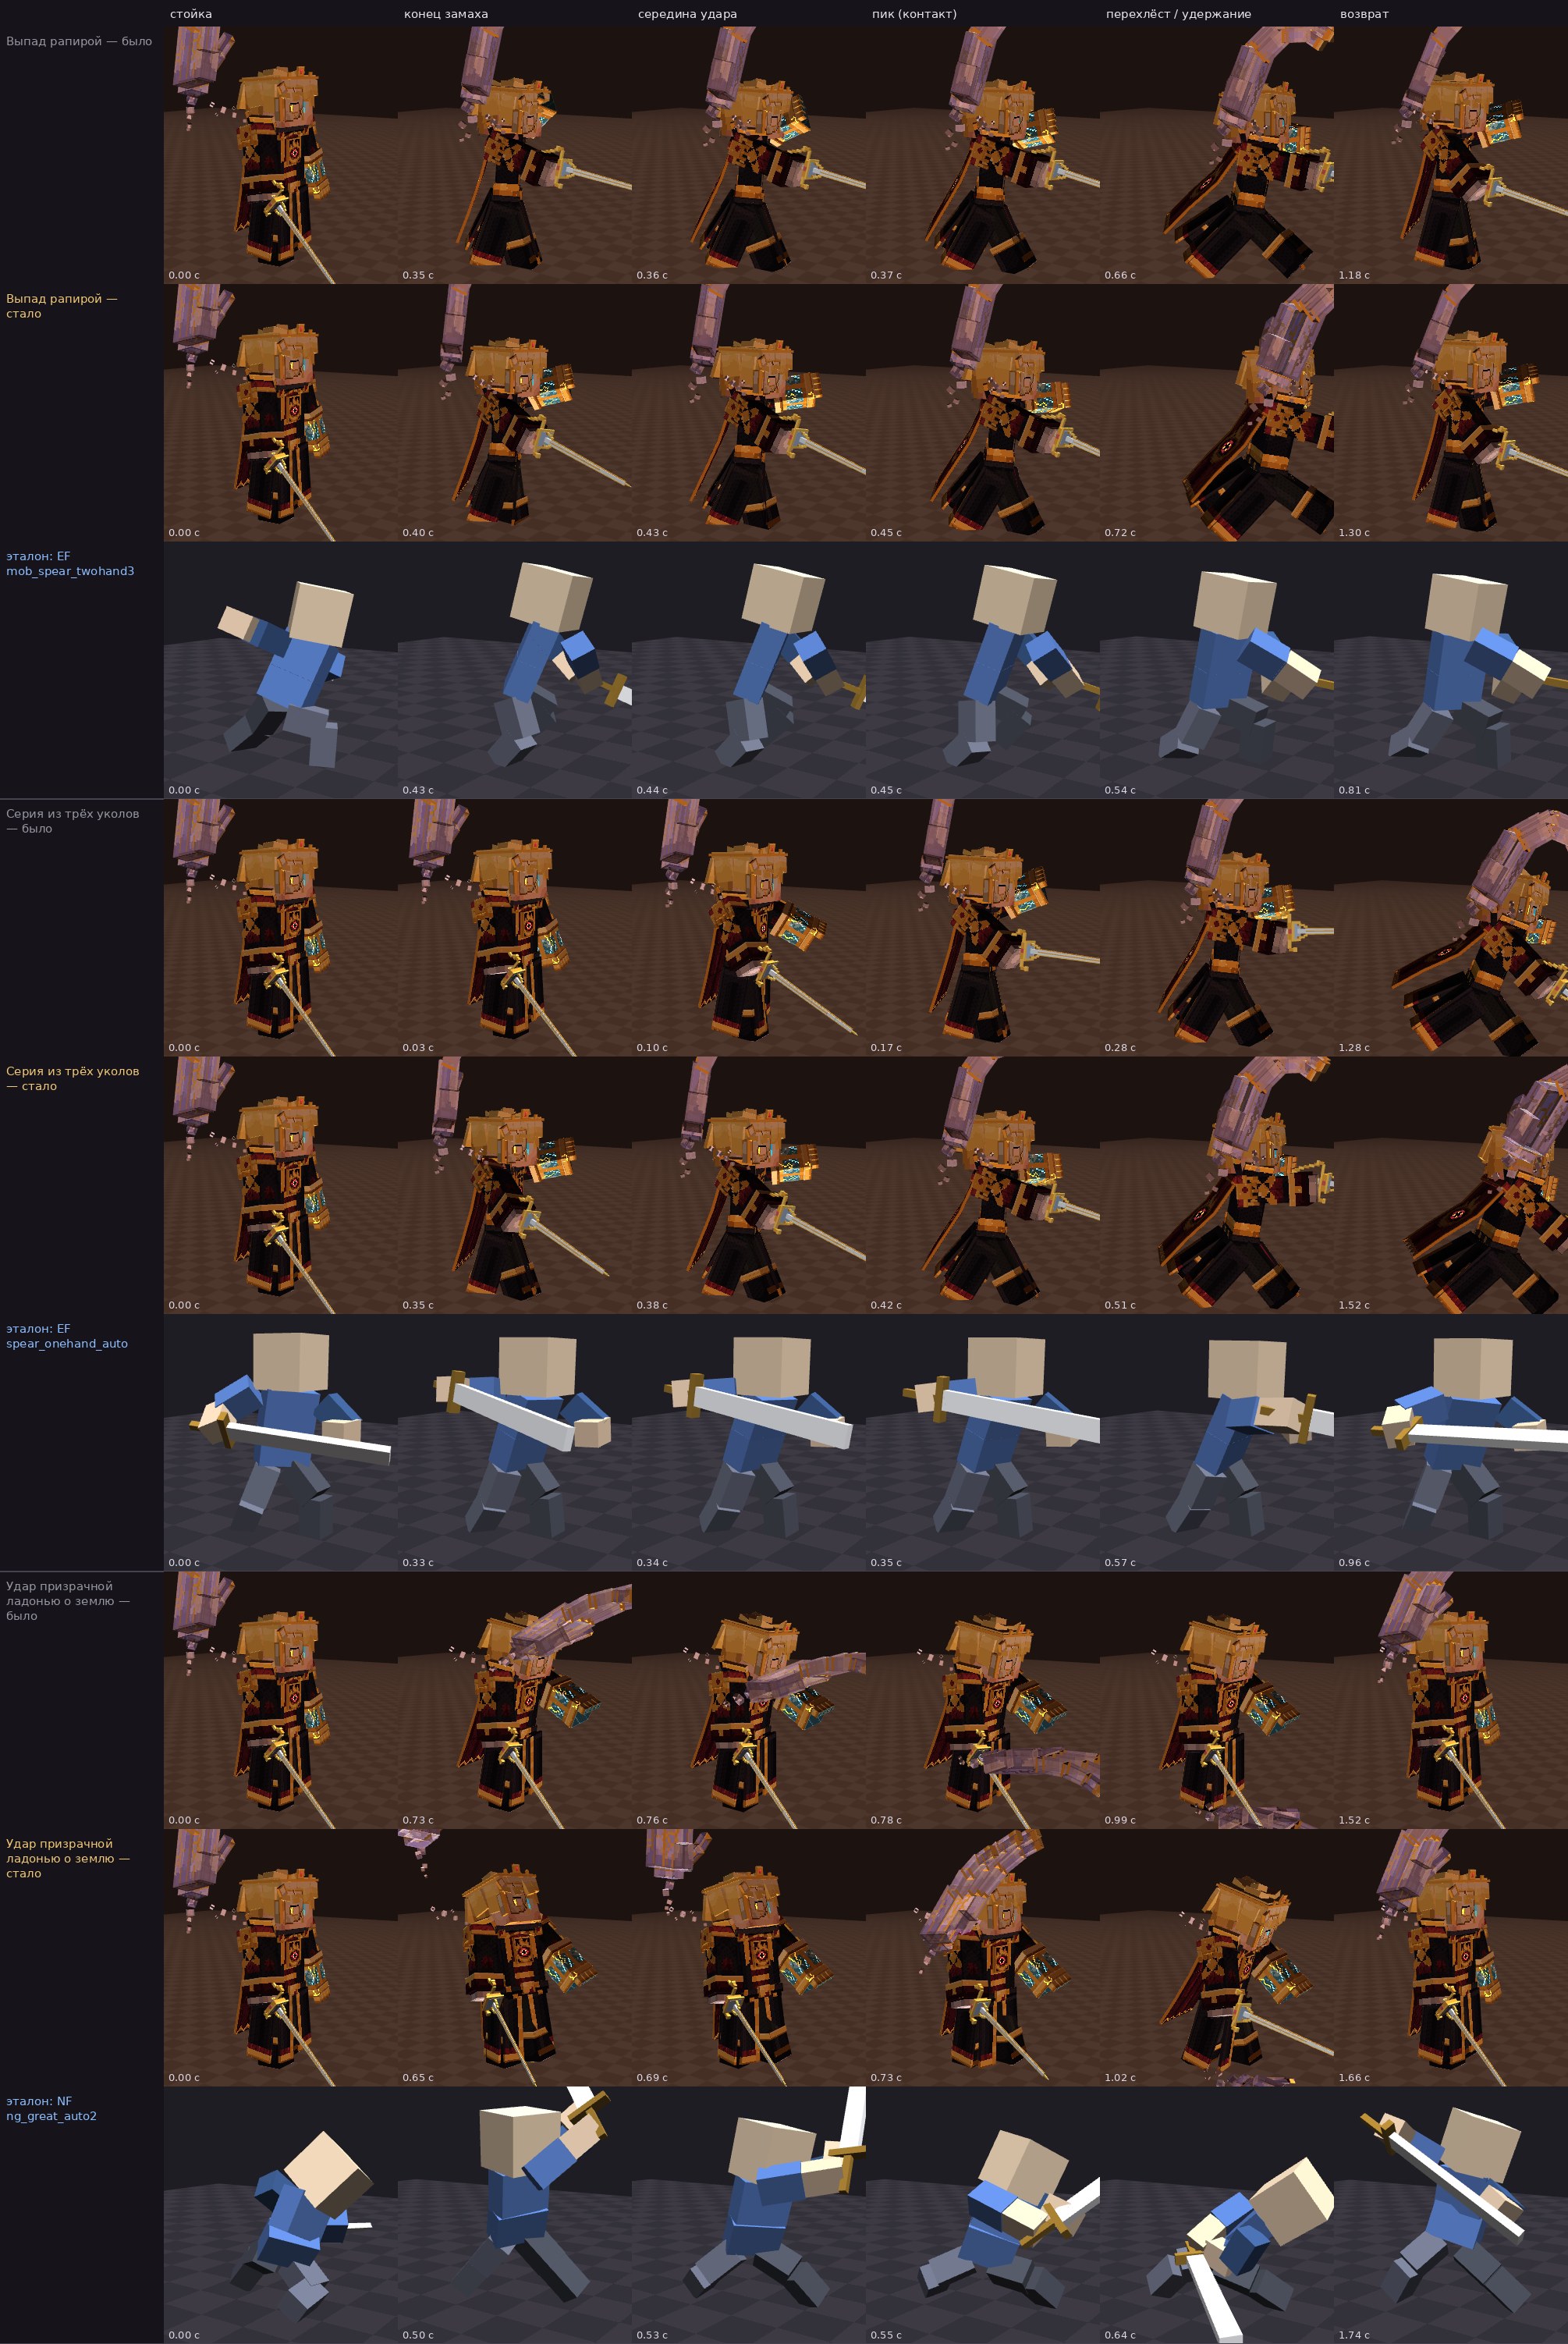 стойка
конец замаха
середина удара
пик (контакт)
перехлёст / удержание
возврат
Выпад рапирой — было
0.00 с
0.35 с
0.36 с
0.37 с
0.66 с
1.18 с
Выпад рапирой —
стало
0.00 с
0.40 с
0.43 с
0.45 с
0.72 с
1.30 с
эталон: EF
mob_spear_twohand3
0.00 с
0.43 с
0.44 с
0.45 с
0.54 с
0.81 с
Серия из трёх уколов
— было
0.00 с
0.03 с
0.10 с
0.17 с
0.28 с
1.28 с
Серия из трёх уколов
— стало
0.00 с
0.35 с
0.38 с
0.42 с
0.51 с
1.52 с
эталон: EF
spear_onehand_auto
0.00 с
0.33 с
0.34 с
0.35 с
0.57 с
0.96 с
Удар призрачной
ладонью о землю —
было
0.00 с
0.73 с
0.76 с
0.78 с
0.99 с
1.52 с
Удар призрачной
ладонью о землю —
стало
0.00 с
0.65 с
0.69 с
0.73 с
1.02 с
1.66 с
эталон: NF
ng_great_auto2
0.00 с
0.50 с
0.53 с
0.55 с
0.64 с
1.74 с